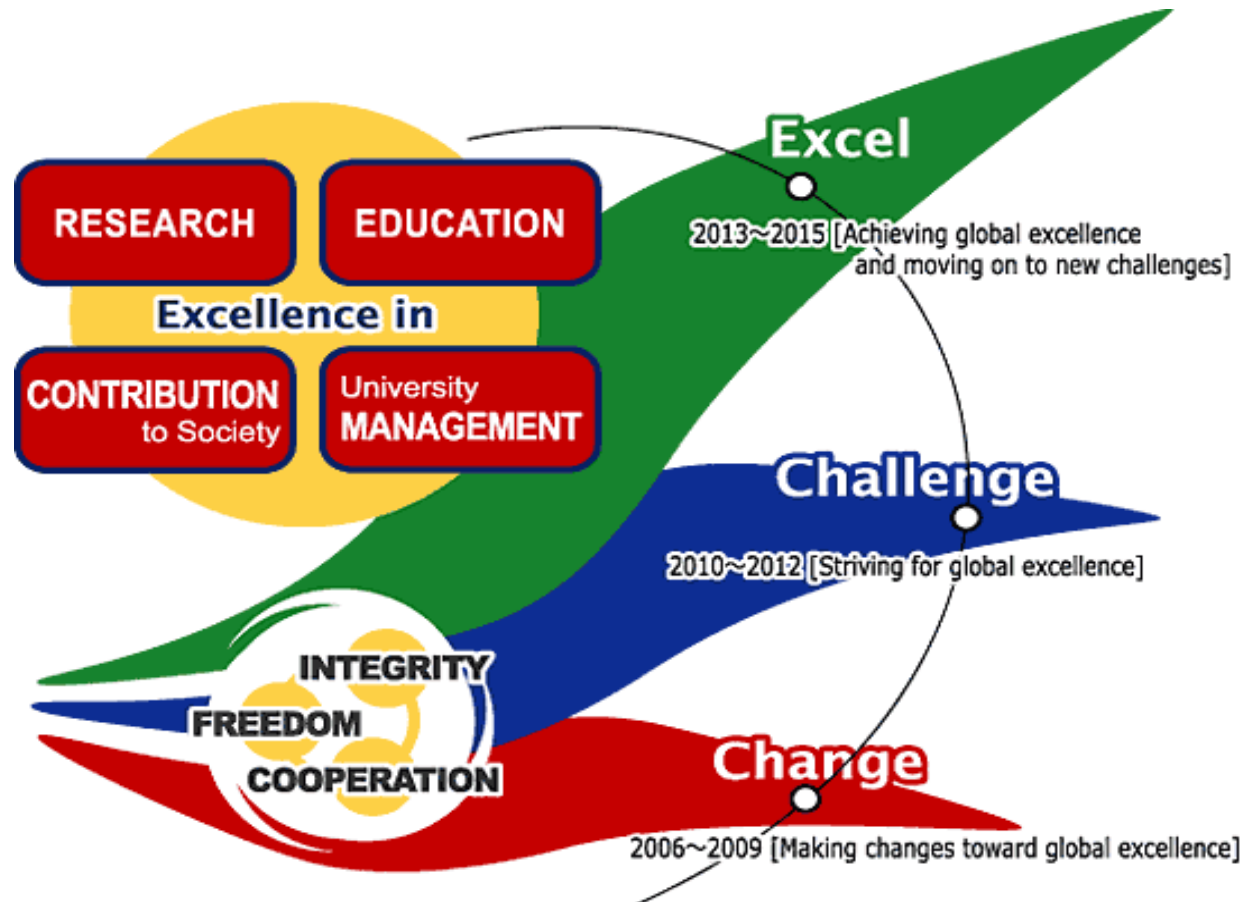 RESEARCH
EDUCATION
Excellence in
CONTRIBUTION
to Society
University
MANAGEMENT
Excel
2013~2015 [Achieving global excellence
and moving on to new challenges]
Challenge
2010~2012 [Striving for global excellence]
INTEGRITY
FREEDOM
COOPERATION
Change
2006~2009 [Making changes toward global excellence]